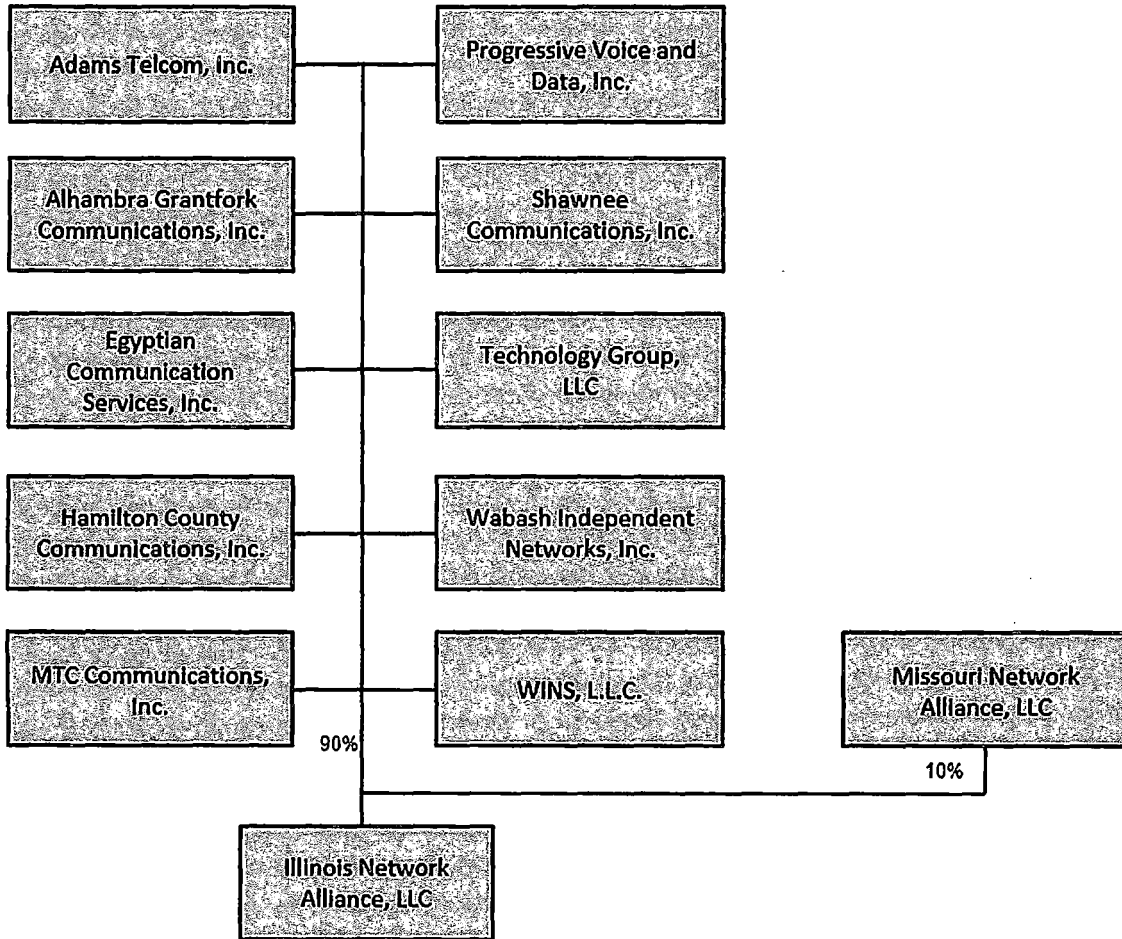 Adams Telcom, Inc.
Progressive Voice and
Data, Inc.
Alhambra Grantfork
Communications, Inc.
Shawnee
Communications, Inc.
Egyptian
Communication
Services, Inc.
Technology Group,
LLC
Hamilton County
Communications, Inc.
Wabash Independent
Networks, Inc.
MTC Communications,
Inc.
WINS, L.L.C.
Missouri Network
Alliance, LLC
90%
10%
Illinois Network
Alliance, LLC